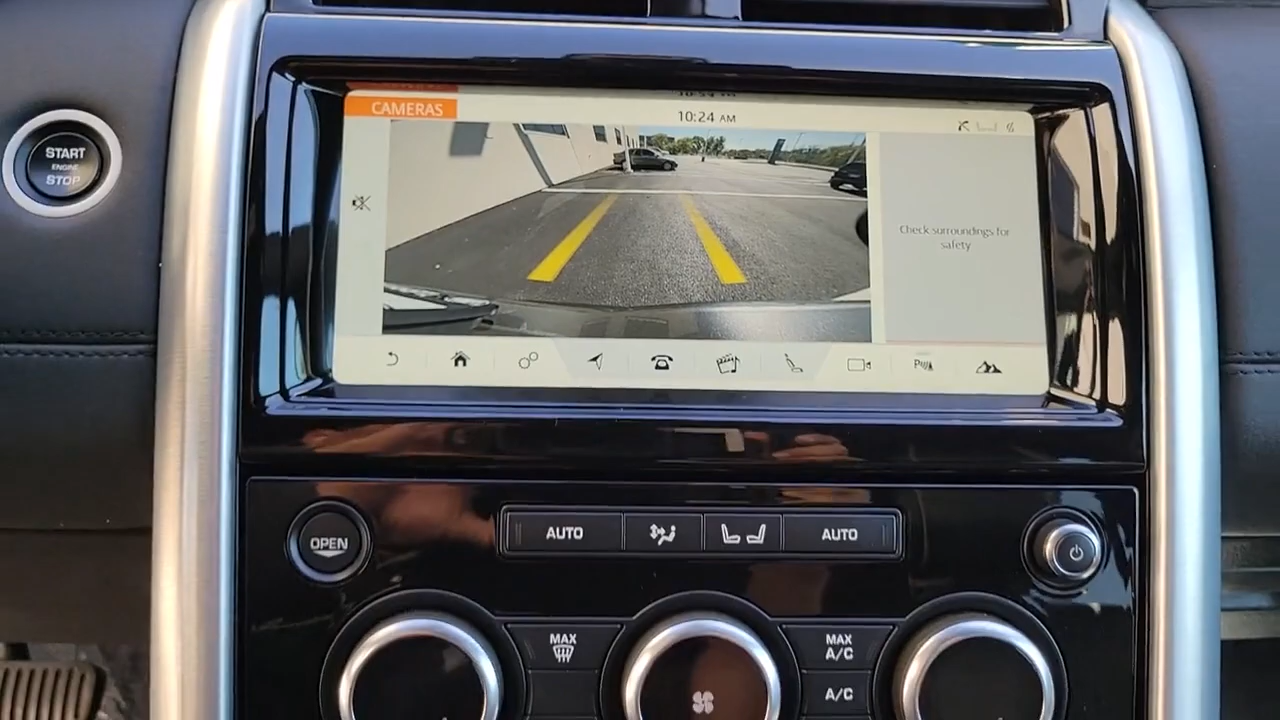 CAMERAS
10:24 AM
START
ENGINE
STOP
Check surroundings for
safety
OPEN
AUTO
AUTO
MAX
MAX
A/C
A/C